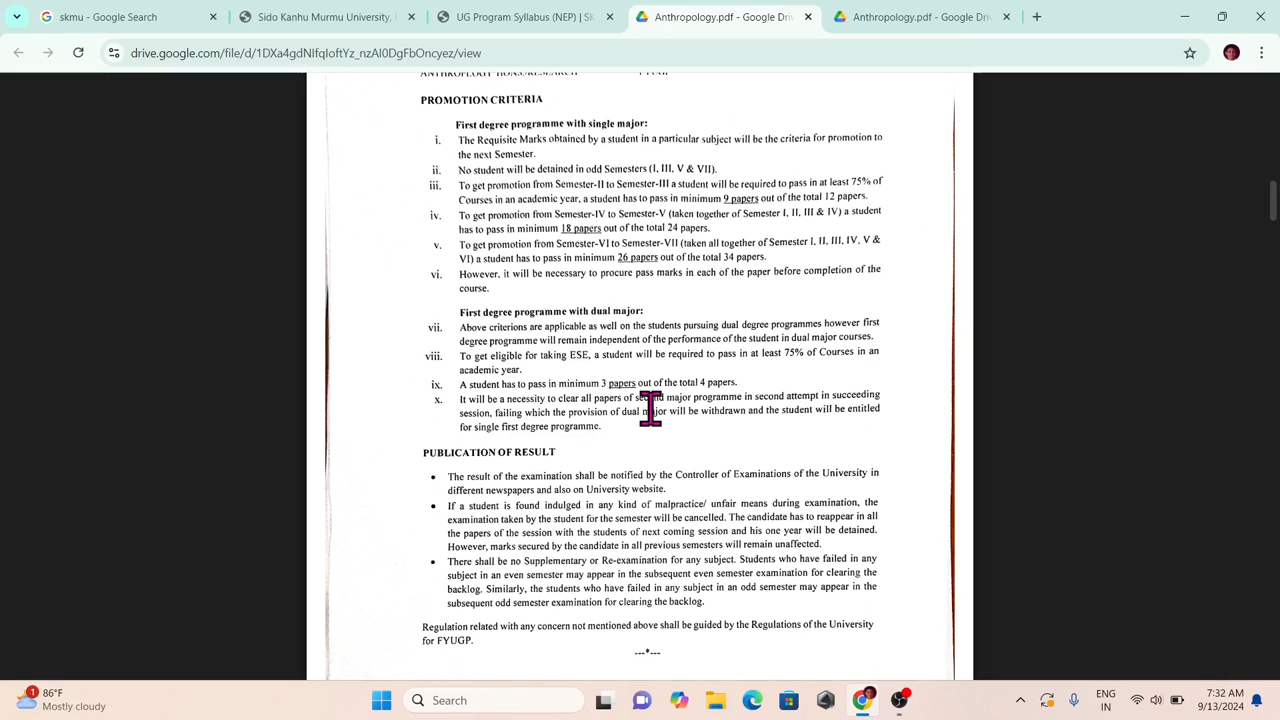 skmu - Google Search
Sido Kanhu Murmu University,
UG Program Syllabus (NEP) | SK
Anthropology.pdf - Google Dri
Anthropology.pdf - Google Driv
drive.google.com/file/d/1DXa4gdNlfqloftYz_nzAl0DgFbOncyez/view
PROMOTION CRITERIA
First degree programme with single major:
i. The Requisite Marks obtained by a student in a particular subject will be the criteria for promotion to
the next Semester.
ii. No student will be detained in odd Semesters (I, III, V & VII).
iii. To get promotion from Semester-II to Semester-III a student will be required to pass in at least 75% of
Courses in an academic year, a student has to pass in minimum 9 papers out of the total 12 papers.
iv. To get promotion from Semester-IV to Semester-V (taken together of Semester I, II, III & IV) a student
has to pass in minimum 18 papers out of the total 24 papers.
v. To get promotion from Semester-VI to Semester-VII (taken all together of Semester I, II, III, IV, V &
VI) a student has to pass in minimum 26 papers out of the total 34 papers.
vi. However, it will be necessary to procure pass marks in each of the paper before completion of the
course.
First degree programme with dual major:
vii. Above criterions are applicable as well on the students pursuing dual degree programmes however first
degree programme will remain independent of the performance of the student in dual major courses.
viii. To get eligible for taking ESE, a student will be required to pass in at least 75% of Courses in an
academic year.
ix. A student has to pass in minimum 3 papers out of the total 4 papers.
x. It will be a necessity to clear all papers of second major programme in second attempt in succeeding
session, failing which the provision of dual major will be withdrawn and the student will be entitled
for single first degree programme.
PUBLICATION OF RESULT
• The result of the examination shall be notified by the Controller of Examinations of the University in
different newspapers and also on University website.
• If a student is found indulged in any kind of malpractice/ unfair means during examination, the
examination taken by the student for the semester will be cancelled. The candidate has to reappear in all
the papers of the session with the students of next coming session and his one year will be detained.
However, marks secured by the candidate in all previous semesters will remain unaffected.
• There shall be no Supplementary or Re-examination for any subject. Students who have failed in any
subject in an even semester may appear in the subsequent even semester examination for clearing the
backlog. Similarly, the students who have failed in any subject in an odd semester may appear in the
subsequent odd semester examination for clearing the backlog.
Regulation related with any concern not mentioned above shall be guided by the Regulations of the University
for FYUGP.
---*---
1
86°F
Mostly cloudy
Search
ENG
IN
7:32 AM
9/13/2024